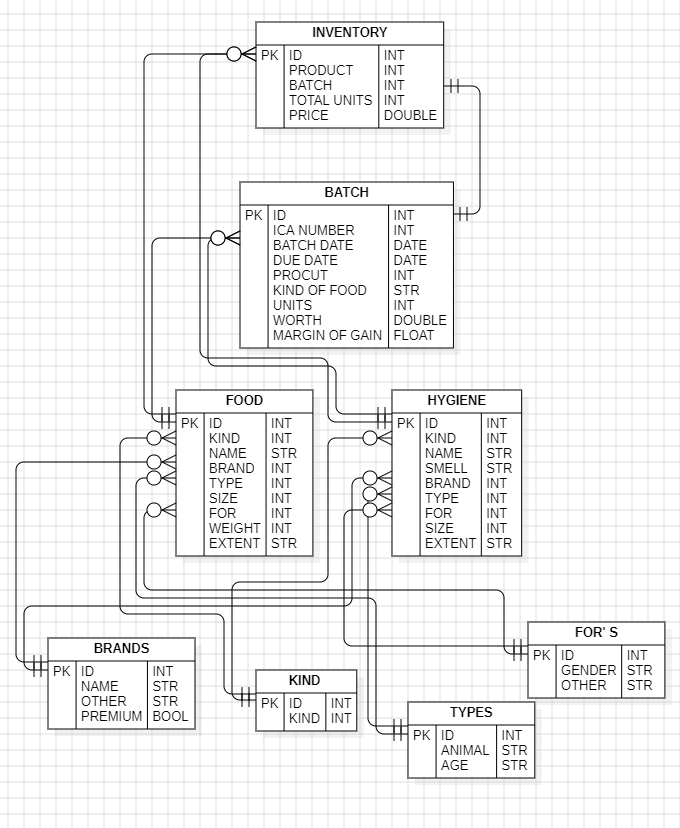 INVENTORY
PK ID INT
PRODUCT INT
BATCH INT
TOTAL UNITS INT
PRICE DOUBLE
BATCH
PK ID INT
ICA NUMBER INT
BATCH DATE DATE
DUE DATE DATE
PROCUT INT
KIND OF FOOD STR
UNITS INT
WORTH DOUBLE
MARGIN OF GAIN FLOAT
FOOD
PK ID INT
KIND INT
NAME STR
BRAND INT
TYPE INT
SIZE INT
FOR INT
WEIGHT INT
EXTENT STR
HYGIENE
PK ID INT
KIND INT
NAME STR
SMELL STR
BRAND INT
TYPE INT
FOR INT
SIZE INT
EXTENT STR
BRANDS
PK ID INT
NAME STR
OTHER STR
PREMIUM BOOL
KIND
PK ID INT
KIND INT
FOR' S
PK ID INT
GENDER STR
OTHER STR
TYPES
PK ID INT
ANIMAL STR
AGE STR